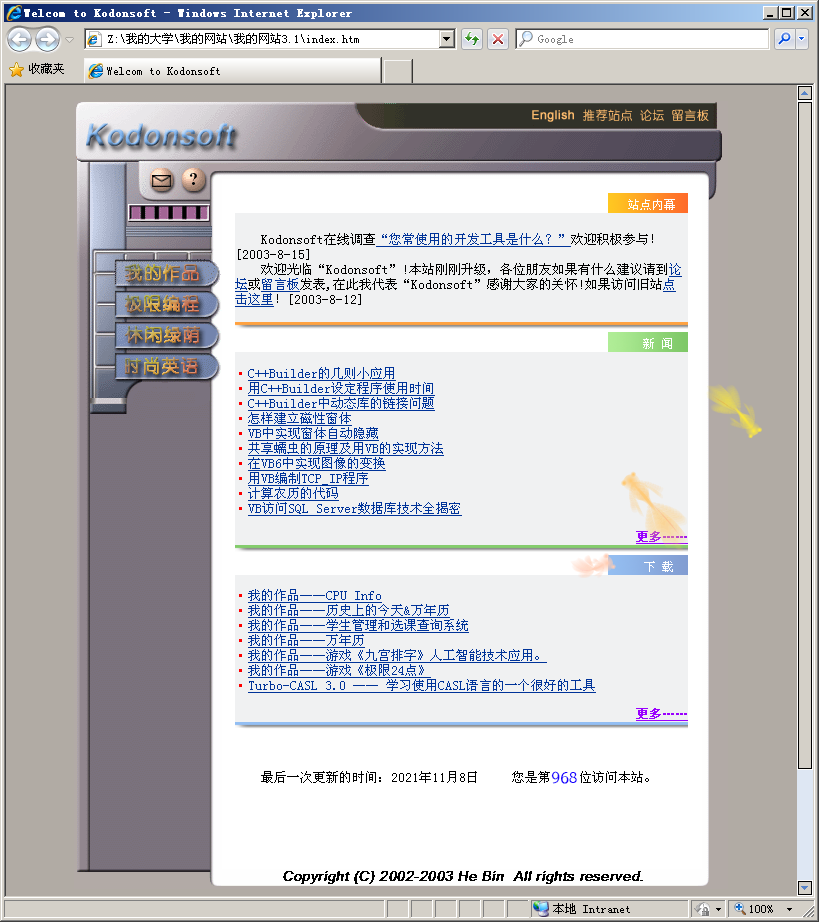 Welcom to Kodonsoft - Windows Internet Explorer
Z:\我的大学\我的网站\我的网站3.1\index.htm
Google
收藏夹
Welcom to Kodonsoft
English 推荐站点 论坛 留言板
Kodonsoft
?
站点内幕
Kodonsoft在线调查“您常使用的开发工具是什么？”欢迎积极参与!
[2003-8-15]
欢迎光临“Kodonsoft”!本站刚刚升级，各位朋友如果有什么建议请到论
坛或留言板发表,在此我代表“Kodonsoft”感谢大家的关怀!如果访问旧站点
击这里! [2003-8-12]
我的作品
极限编程
休闲绿荫
时尚英语
新 闻
C++Builder的几则小应用
用C++Builder设定程序使用时间
C++Builder中动态库的链接问题
怎样建立磁性窗体
VB中实现窗体自动隐藏
共享蠕虫的原理及用VB的实现方法
在VB6中实现图像的变换
用VB编制TCP_IP程序
计算农历的代码
VB访问SQL Server数据库技术全揭密
更多------
下 载
我的作品——CPU Info
我的作品——历史上的今天&万年历
我的作品——学生管理和选课查询系统
我的作品——万年历
我的作品——游戏《九宫排字》人工智能技术应用。
我的作品——游戏《极限24点》
Turbo-CASL 3.0 —— 学习使用CASL语言的一个很好的工具
更多------
最后一次更新的时间：2021年11月8日 您是第968位访问本站。
Copyright (C) 2002-2003 He Bin All rights reserved.
本地 Intranet
100%